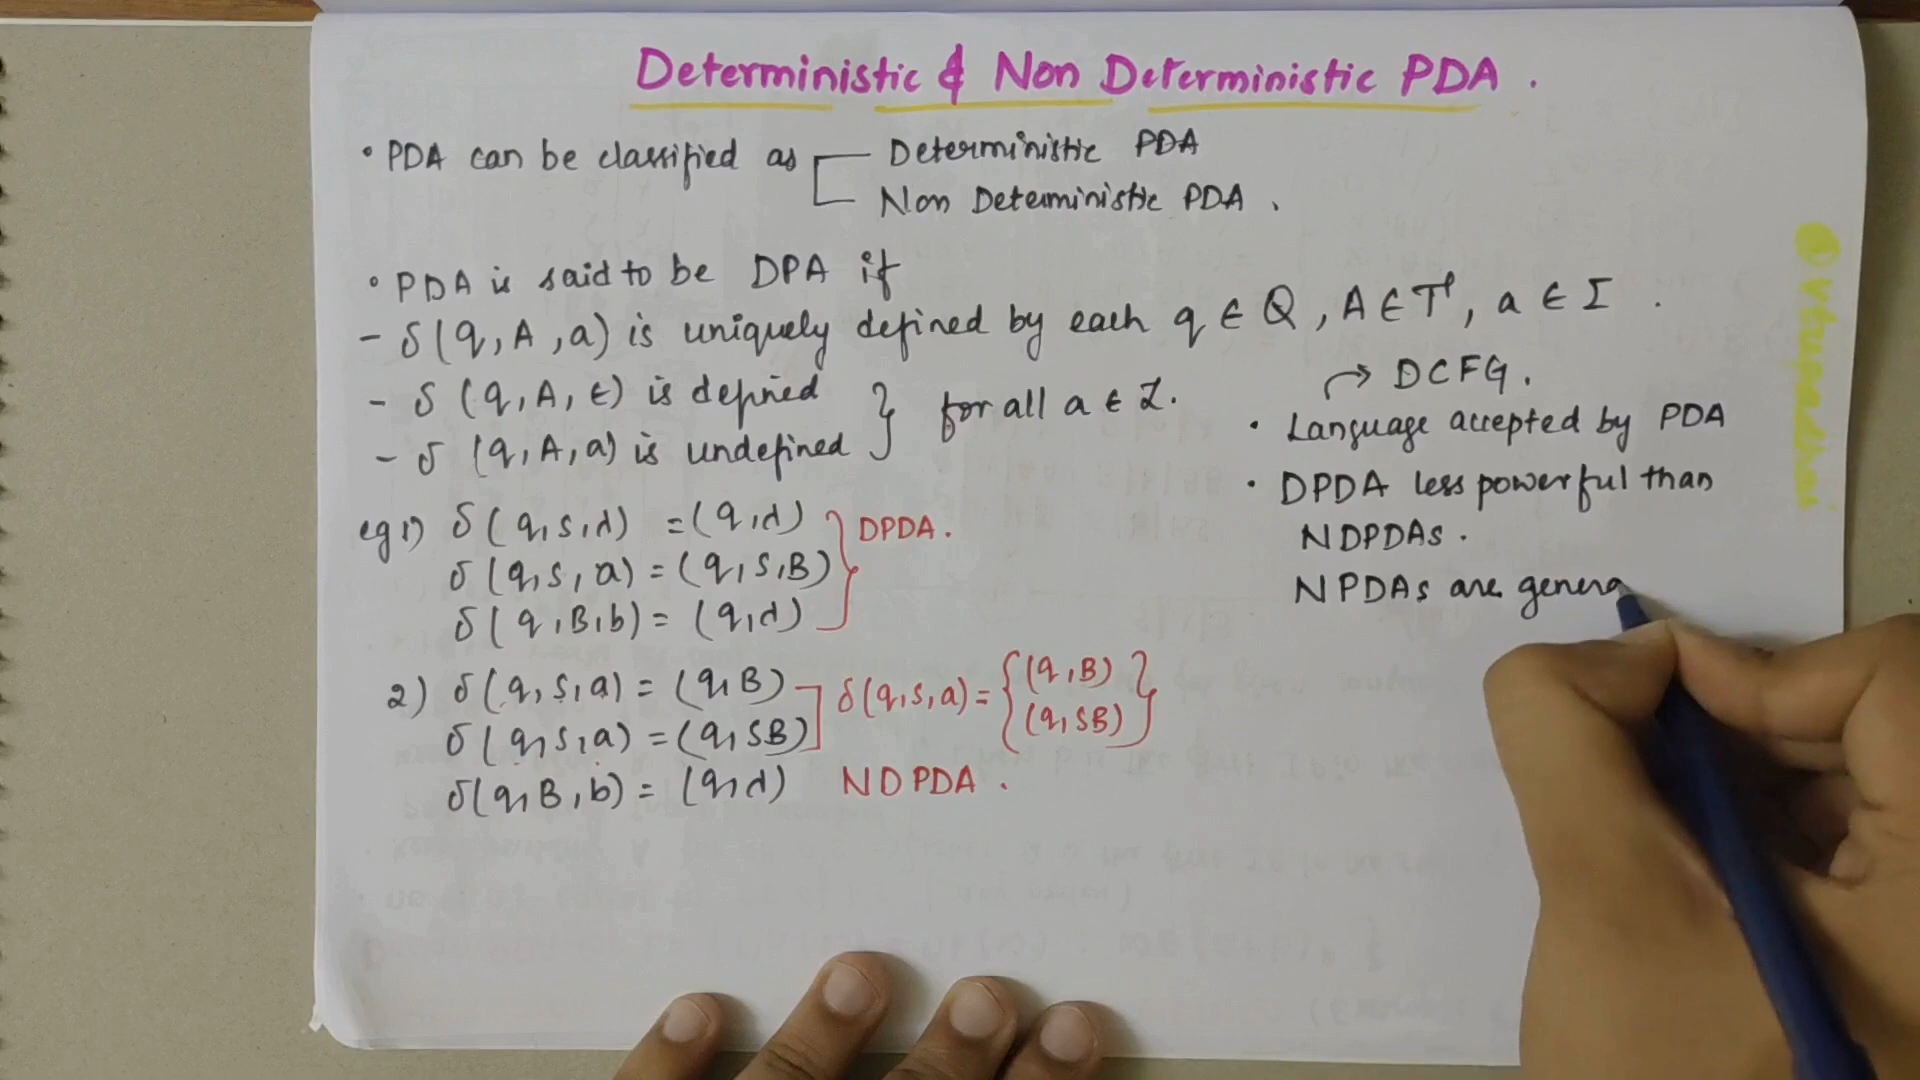 Deterministic & Non Deterministic PDA .
• PDA can be classified as Deterministic PDA
Non Deterministic PDA .
• PDA is said to be DPA if
- δ(q, A, a) is uniquely defined by each q ∈ Q , A ∈ T , a ∈ I .
- δ (q, A, ε) is defined
- δ (q, A, a) is undefined } for all a ∈ Σ.
eg 1) δ(q, s, λ) = (q, λ)
δ(q, s, a) = (q, s, B)
δ(q, B, b) = (q, λ)
} DPDA .
2) δ(q, s, a) = (q, B)
δ(q, s, a) = (q, SB)
δ(q, B, b) = (q, λ)
δ(q, s, a) = { (q, B)
(q, SB) }
NDPDA .
→ DCFG .
• Language accepted by PDA
• DPDA less powerful than
NDPDAs .
NPDAs are genera